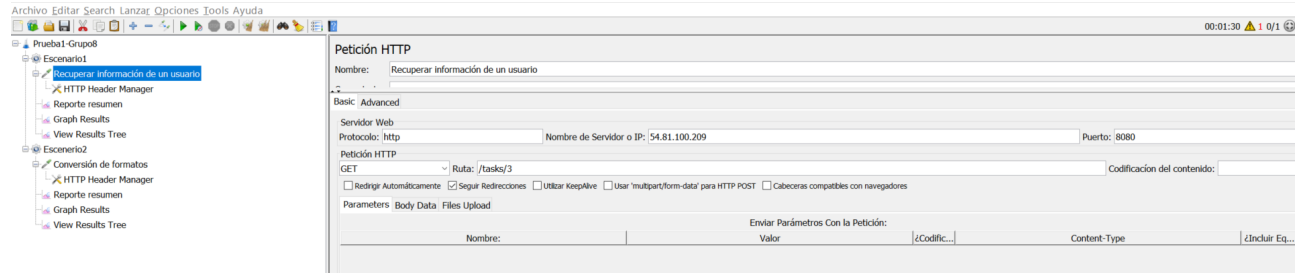 Archivo Editar Search Lanzar Opciones Tools Ayuda
00:01:30 1 0/1
Prueba1-Grupo8
Escenario1
Recuperar información de un usuario
HTTP Header Manager
Reporte resumen
Graph Results
View Results Tree
Escenerio2
Conversión de formatos
HTTP Header Manager
Reporte resumen
Graph Results
View Results Tree
Petición HTTP
Nombre: Recuperar información de un usuario
Basic Advanced
Servidor Web
Protocolo: http Nombre de Servidor o IP: 54.81.100.209 Puerto: 8080
Petición HTTP
GET Ruta: /tasks/3 Codificación del contenido:
Redirigir Automáticamente Seguir Redirecciones Utilizar KeepAlive Usar 'multipart/form-data' para HTTP POST Cabeceras compatibles con navegadores
Parameters Body Data Files Upload
Enviar Parámetros Con la Petición:
Nombre: Valor ¿Codific... Content-Type ¿Incluir Eq...